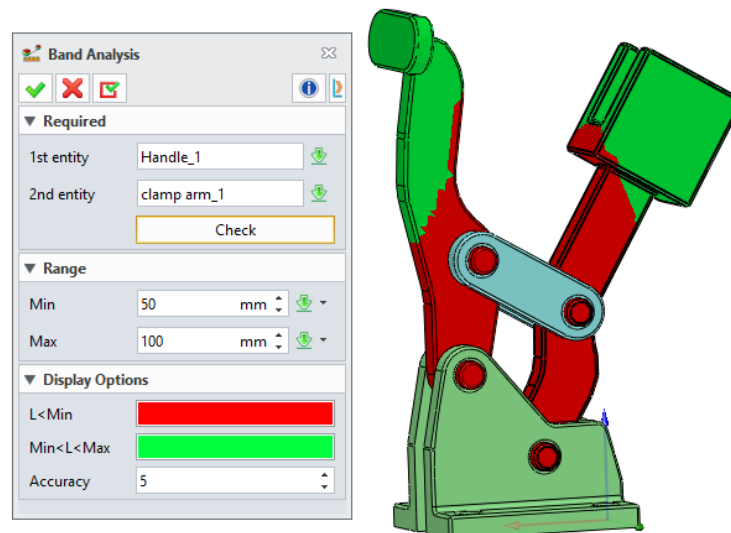 Band Analysis
Required
1st entity Handle_1
2nd entity clamp arm_1
Check
Range
Min 50 mm
Max 100 mm
Display Options
L<Min
Min<L<Max
Accuracy 5